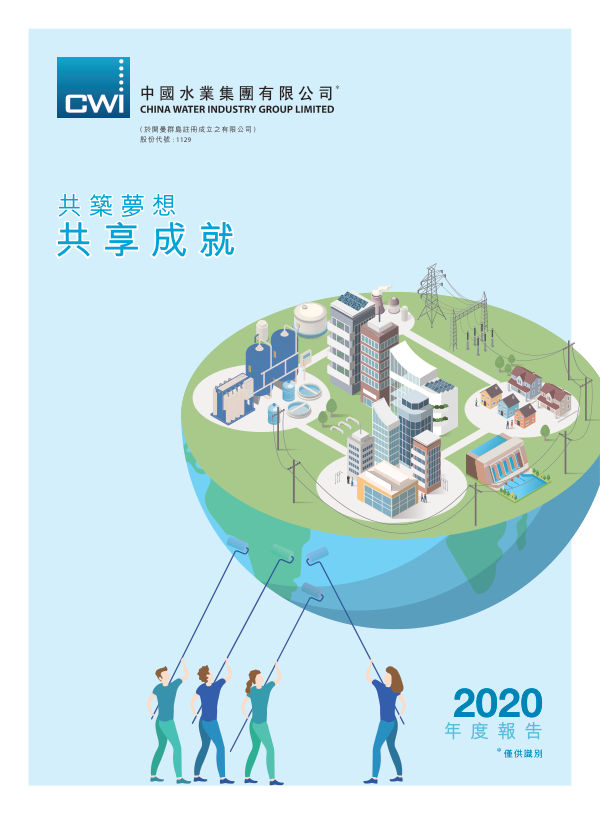 CWI
中國水業集團有限公司*
CHINA WATER INDUSTRY GROUP LIMITED
(於開曼群島註冊成立之有限公司)
股份代號 : 1129
共築夢想
共享成就
2020
年度報告
* 僅供識別